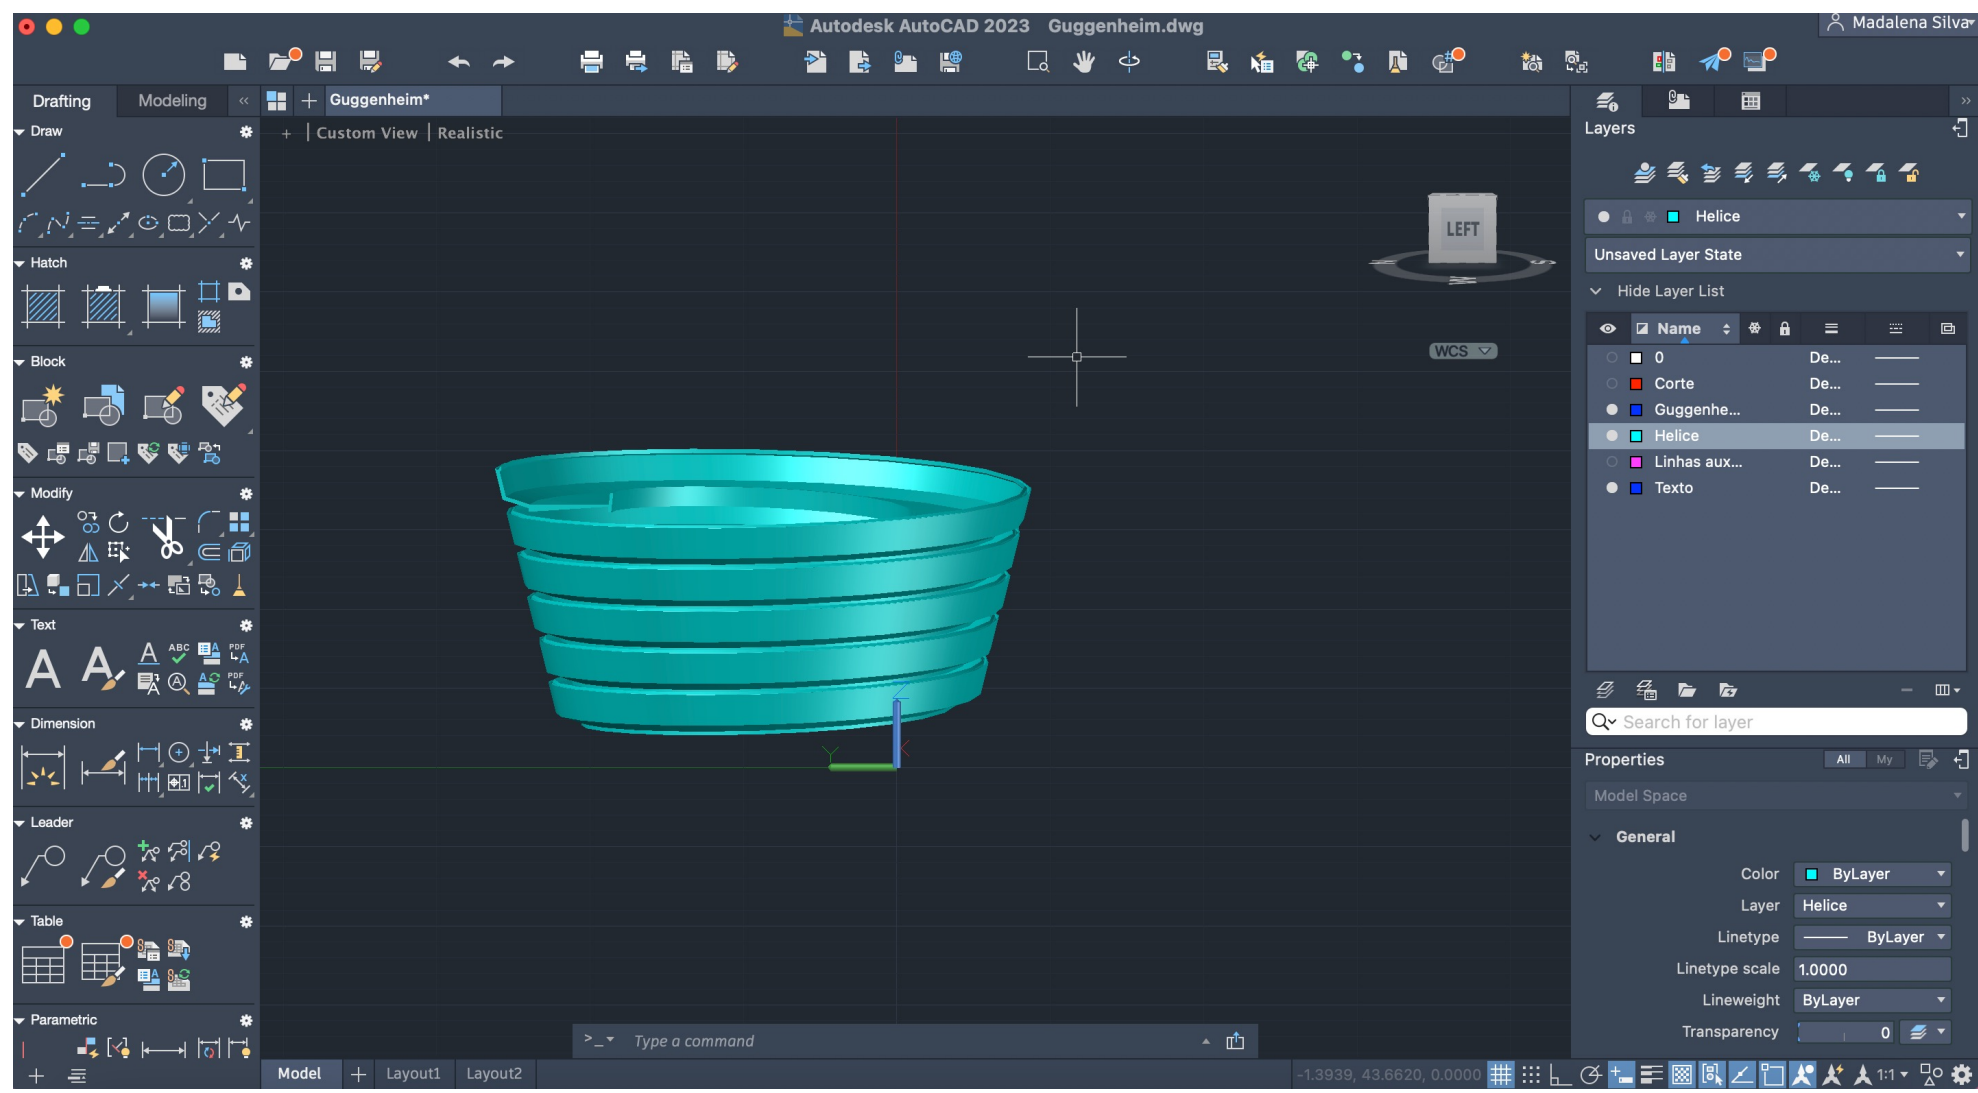 Autodesk AutoCAD 2023 Guggenheim.dwg
Madalena Silva
Drafting
Modeling
Guggenheim*
+ | Custom View | Realistic
Draw
Hatch
Block
Modify
Text
A
ABC
PDF
PDF
Dimension
Leader
Table
Parametric
LEFT
WCS
Y
Layers
Helice
Unsaved Layer State
Hide Layer List
Name
0 De...
Corte De...
Guggenhe... De...
Helice De...
Linhas aux... De...
Texto De...
Search for layer
Properties
All My
Model Space
General
Color ByLayer
Layer Helice
Linetype ByLayer
Linetype scale 1.0000
Lineweight ByLayer
Transparency 0
>_ Type a command
Model + Layout1 Layout2
-1.3939, 43.6620, 0.0000
1:1